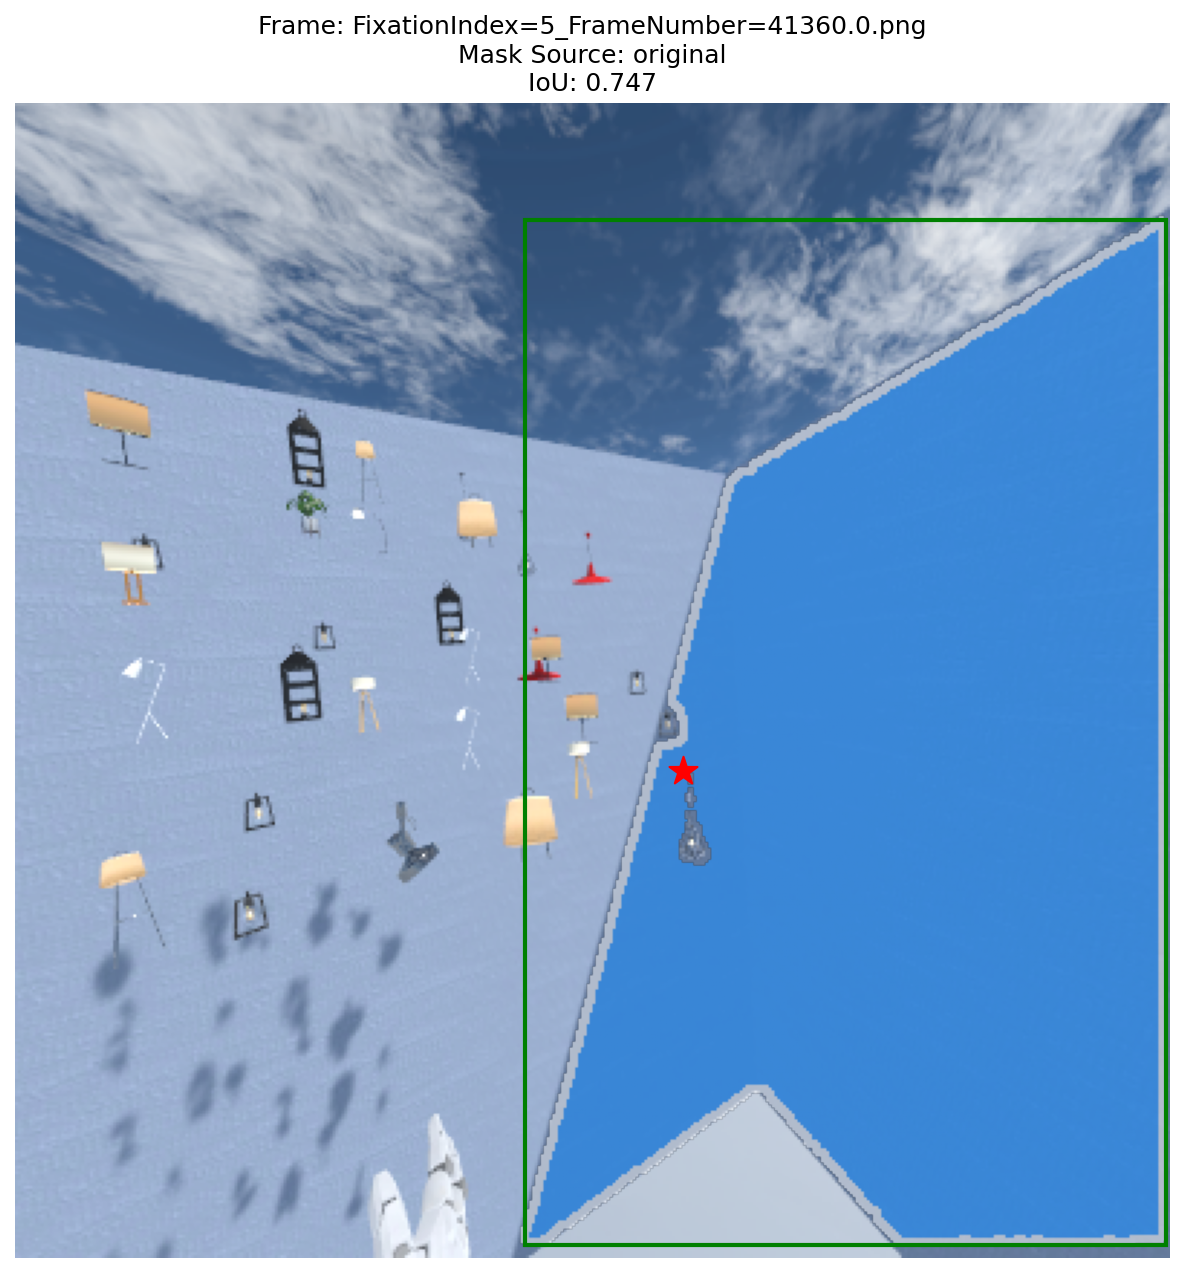 Frame: FixationIndex=5_FrameNumber=41360.0.png
Mask Source: original
IoU: 0.747